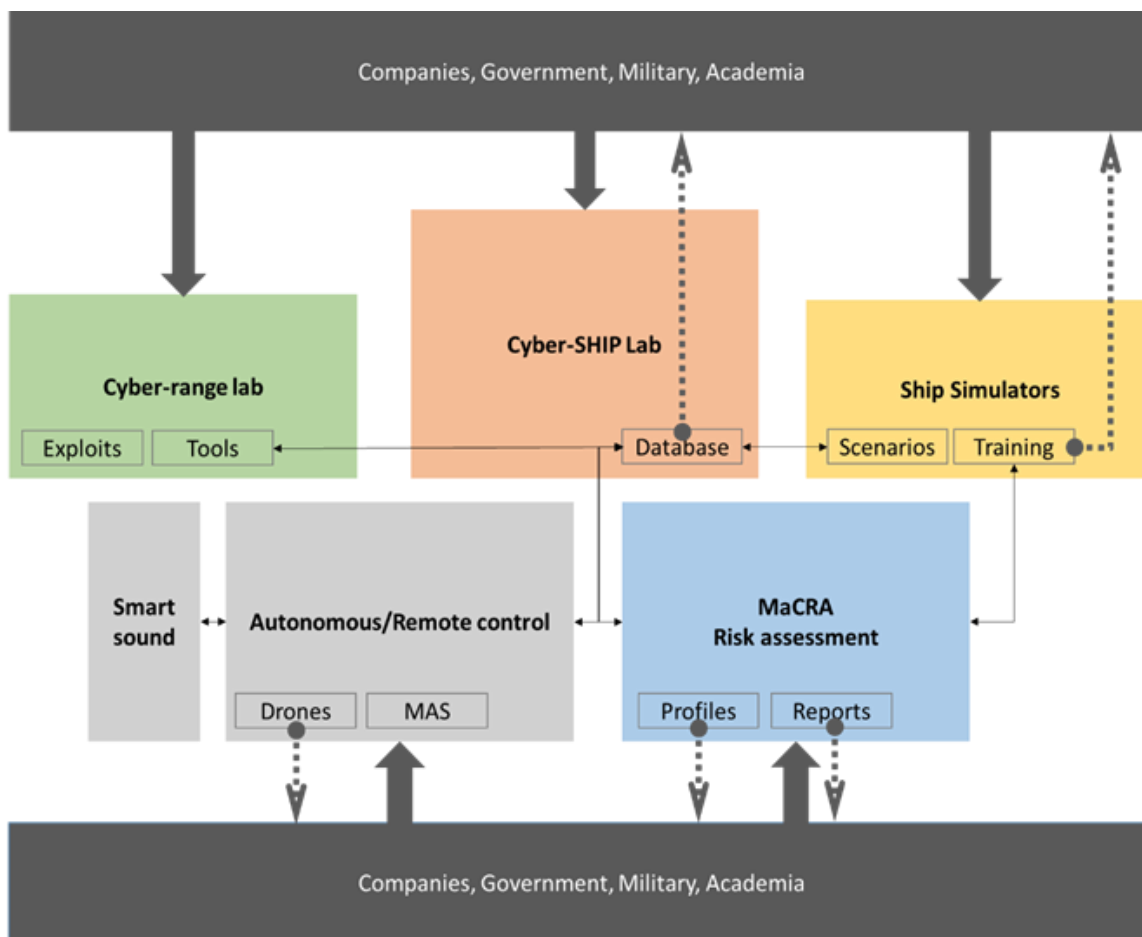 Companies, Government, Military, Academia
Cyber-SHIP Lab
Cyber-range lab
Ship Simulators
Exploits
Tools
Database
Scenarios
Training
Smart
sound
Autonomous/Remote control
MaCRA
Risk assessment
Drones
MAS
Profiles
Reports
Companies, Government, Military, Academia